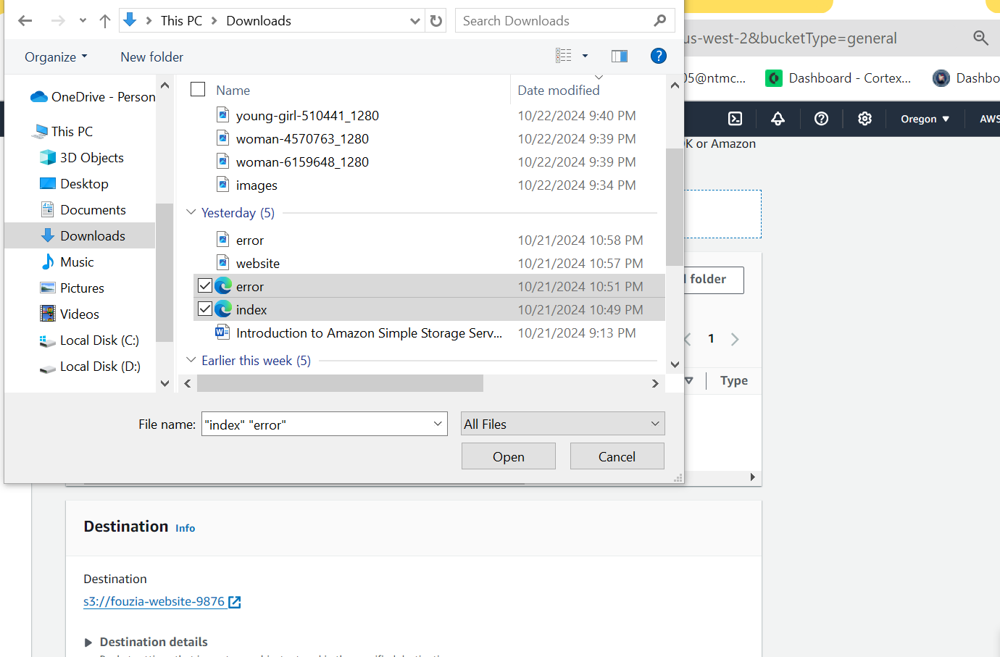 This PC
Downloads
Search Downloads
us-west-2&bucketType=general
Organize
New folder
?
05@ntmc...
Dashboard - Cortex...
Dashbo
OneDrive - Person
This PC
3D Objects
Desktop
Documents
Downloads
Music
Pictures
Videos
Local Disk (C:)
Local Disk (D:)
Name
Date modified
young-girl-510441_1280
10/22/2024 9:40 PM
woman-4570763_1280
10/22/2024 9:39 PM
woman-6159648_1280
10/22/2024 9:39 PM
images
10/22/2024 9:34 PM
Yesterday (5)
error
10/21/2024 10:58 PM
website
10/21/2024 10:57 PM
error
10/21/2024 10:51 PM
index
10/21/2024 10:49 PM
W
Introduction to Amazon Simple Storage Serv...
10/21/2024 9:13 PM
Earlier this week (5)
Oregon
AWS
K or Amazon
folder
1
Type
File name:
"index" "error"
All Files
Open
Cancel
Destination
Info
Destination
s3://fouzia-website-9876
Destination details